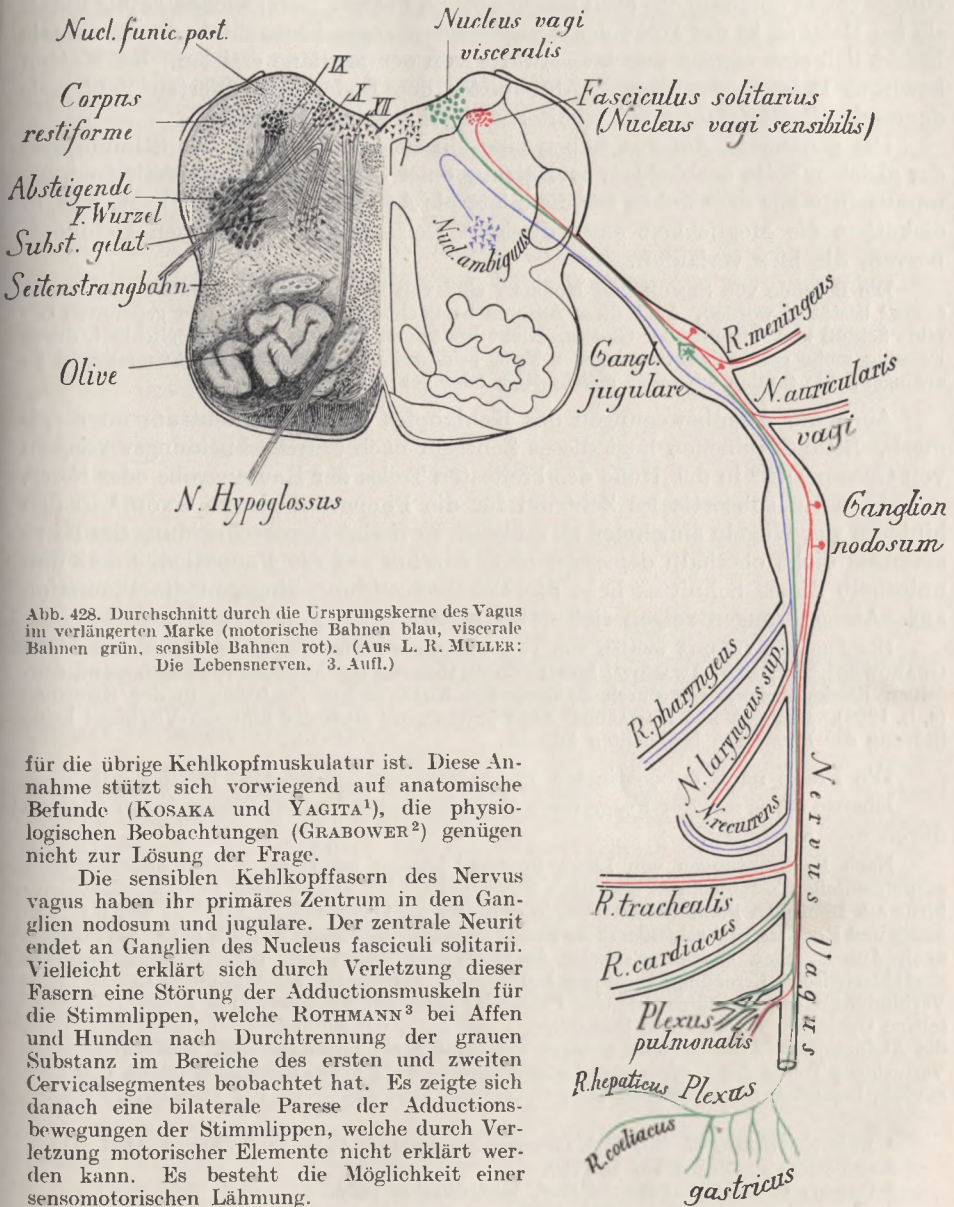 Nucl. funic. post.
IX
X
XII
Corpus
restiforme
Absteigende
V. Wurzel
Subst. gelat.
Seitenstrangbahn
Olive
N. Hypoglossus
Nucleus vagi
visceralis
Fasciculus solitarius
(Nucleus vagi sensibilis)
Nucl. ambiguus
Gangl.
jugulare
R. meningeus
N. auricularis
vagi
Ganglion
nodosum
R. pharyngeus
N. laryngeus sup.
N. recurrens
R. trachealis
R. cardiacus
Plexus
pulmonalis
Nervus Vagus
R. hepaticus
Plexus
R. coeliacus
gastricus
Abb. 428. Durchschnitt durch die Ursprungskerne des Vagus
im verlängerten Marke (motorische Bahnen blau, viscerale
Bahnen grün, sensible Bahnen rot). (Aus L. R. MÜLLER:
Die Lebensnerven. 3. Aufl.)
für die übrige Kehlkopfmuskulatur ist. Diese An-
nahme stützt sich vorwiegend auf anatomische
Befunde (KOSAKA und YAGITA¹), die physio-
logischen Beobachtungen (GRABOWER²) genügen
nicht zur Lösung der Frage.
Die sensiblen Kehlkopffasern des Nervus
vagus haben ihr primäres Zentrum in den Gan-
glien nodosum und jugulare. Der zentrale Neurit
endet an Ganglien des Nucleus fasciculi solitarii.
Vielleicht erklärt sich durch Verletzung dieser
Fasern eine Störung der Adductionsmuskeln für
die Stimmlippen, welche ROTHMANN³ bei Affen
und Hunden nach Durchtrennung der grauen
Substanz im Bereiche des ersten und zweiten
Cervicalsegmentes beobachtet hat. Es zeigte sich
danach eine bilaterale Parese der Adductions-
bewegungen der Stimmlippen, welche durch Ver-
letzung motorischer Elemente nicht erklärt wer-
den kann. Es besteht die Möglichkeit einer
sensomotorischen Lähmung.